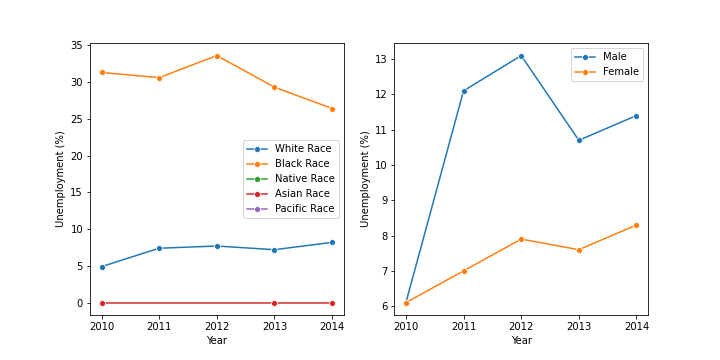 35
30
25
20
15
10
5
0
Unemployment (%)
White Race
Black Race
Native Race
Asian Race
Pacific Race
2010 2011 2012 2013 2014
Year
13
12
11
10
9
8
7
6
Unemployment (%)
Male
Female
2010 2011 2012 2013 2014
Year